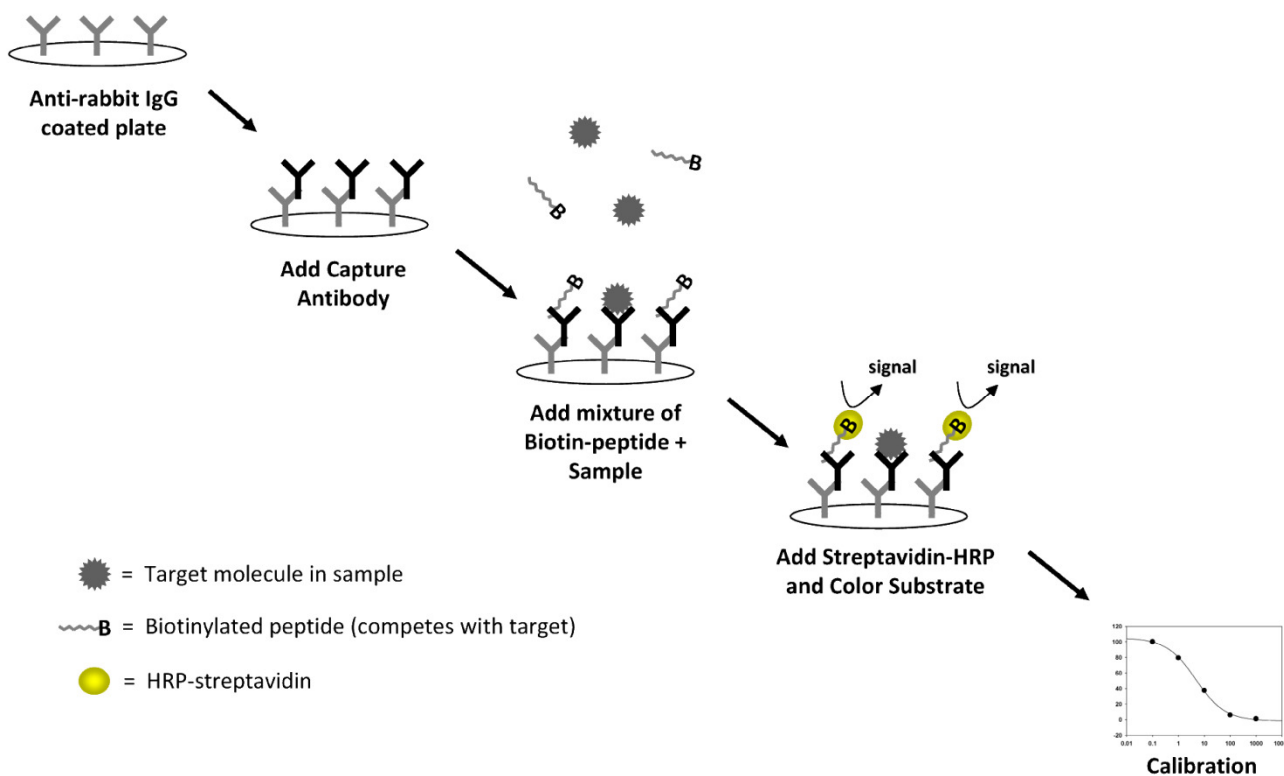 Anti-rabbit IgG
coated plate
B
B
Add Capture
Antibody
B
B
Add mixture of
Biotin-peptide +
Sample
signal
signal
B
B
Add Streptavidin-HRP
and Color Substrate
= Target molecule in sample
B = Biotinylated peptide (competes with target)
= HRP-streptavidin
120
100
80
60
40
20
0
-20
0.01 0.1 1 10 100 1000
Calibration